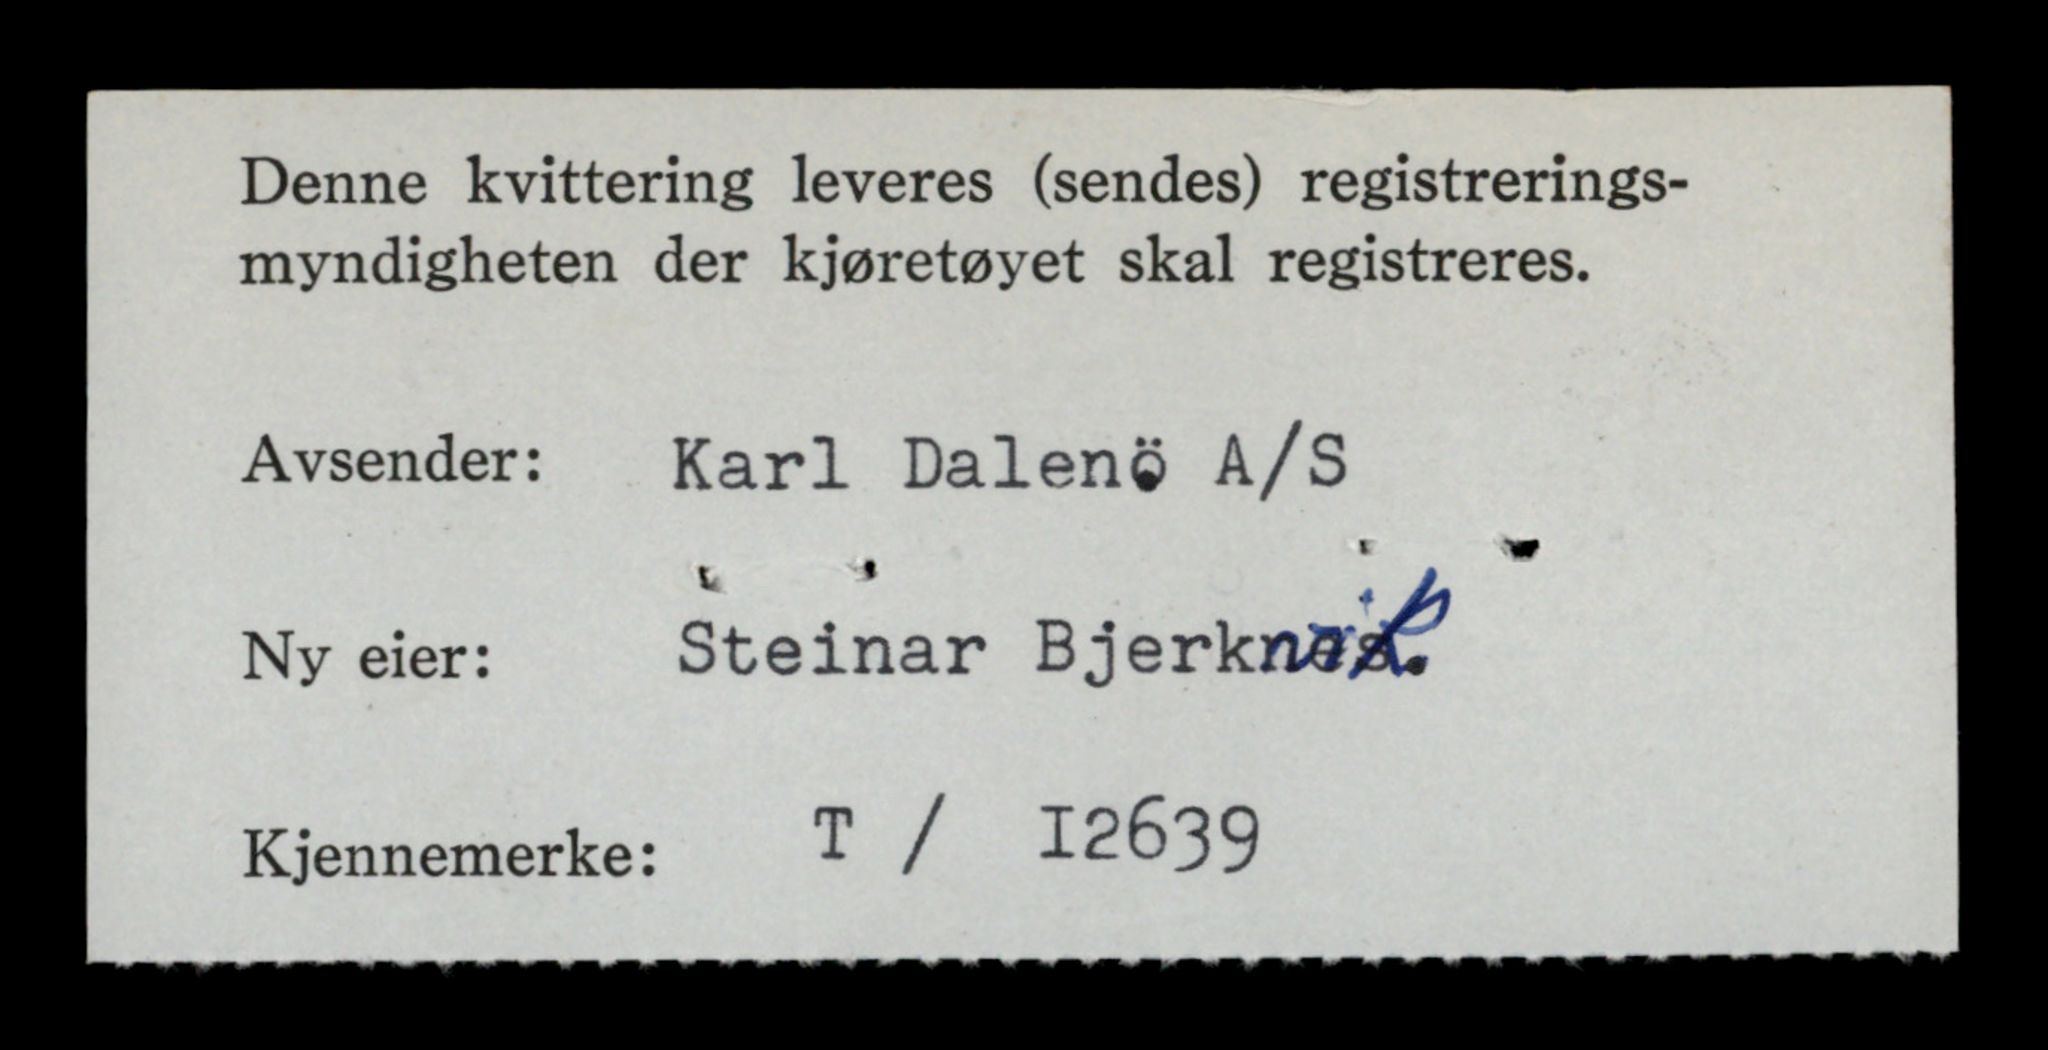 Denne kvittering leveres (sendes) registrerings-
myndigheten der kjøretøyet skal registreres.
Avsender: Karl Dalenö A/S
Ny eier: Steinar Bjerknes.
Kjennemerke: T / I2639